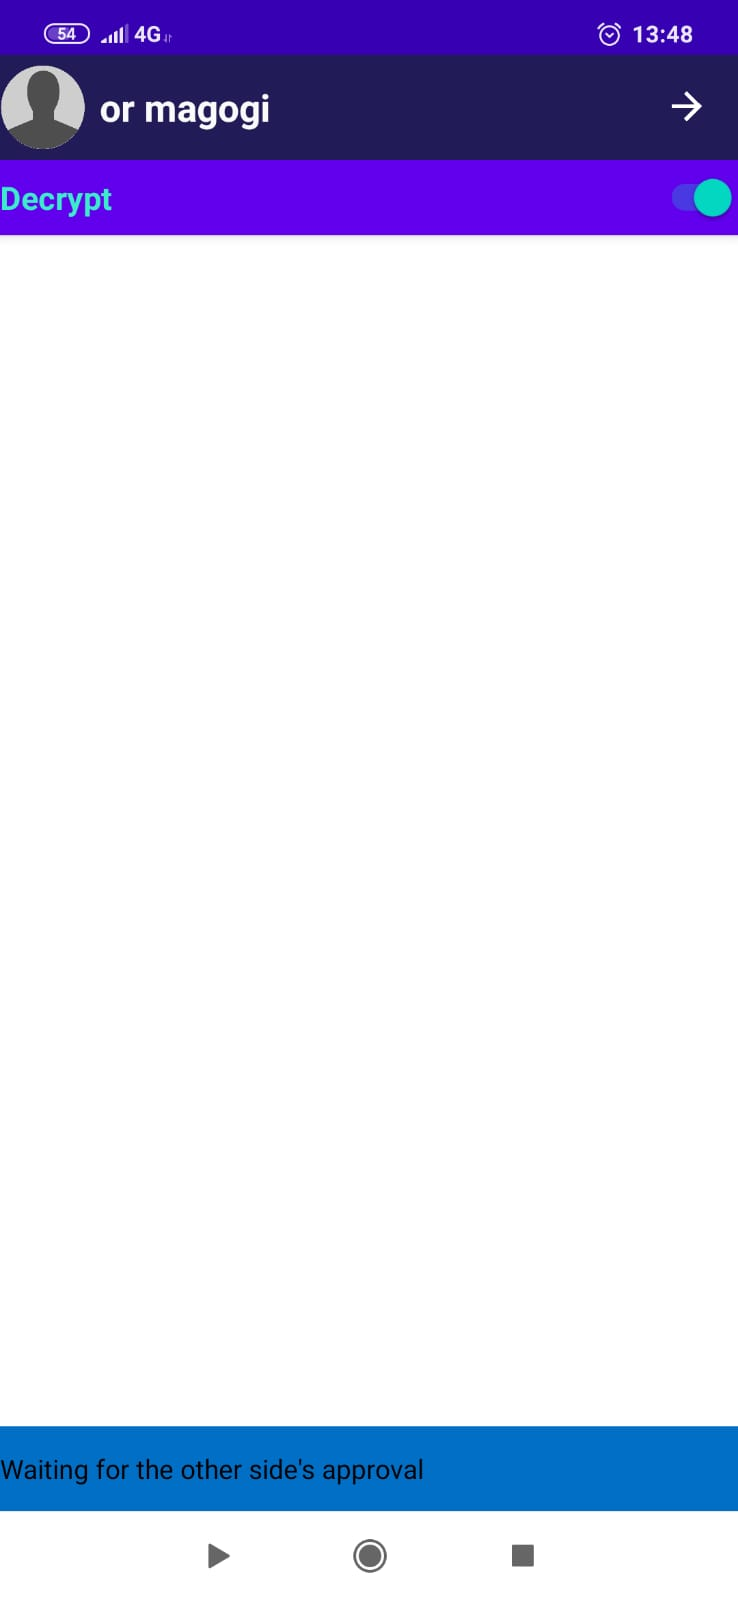 54 4G 13:48
or magogi
Decrypt
Waiting for the other side's approval